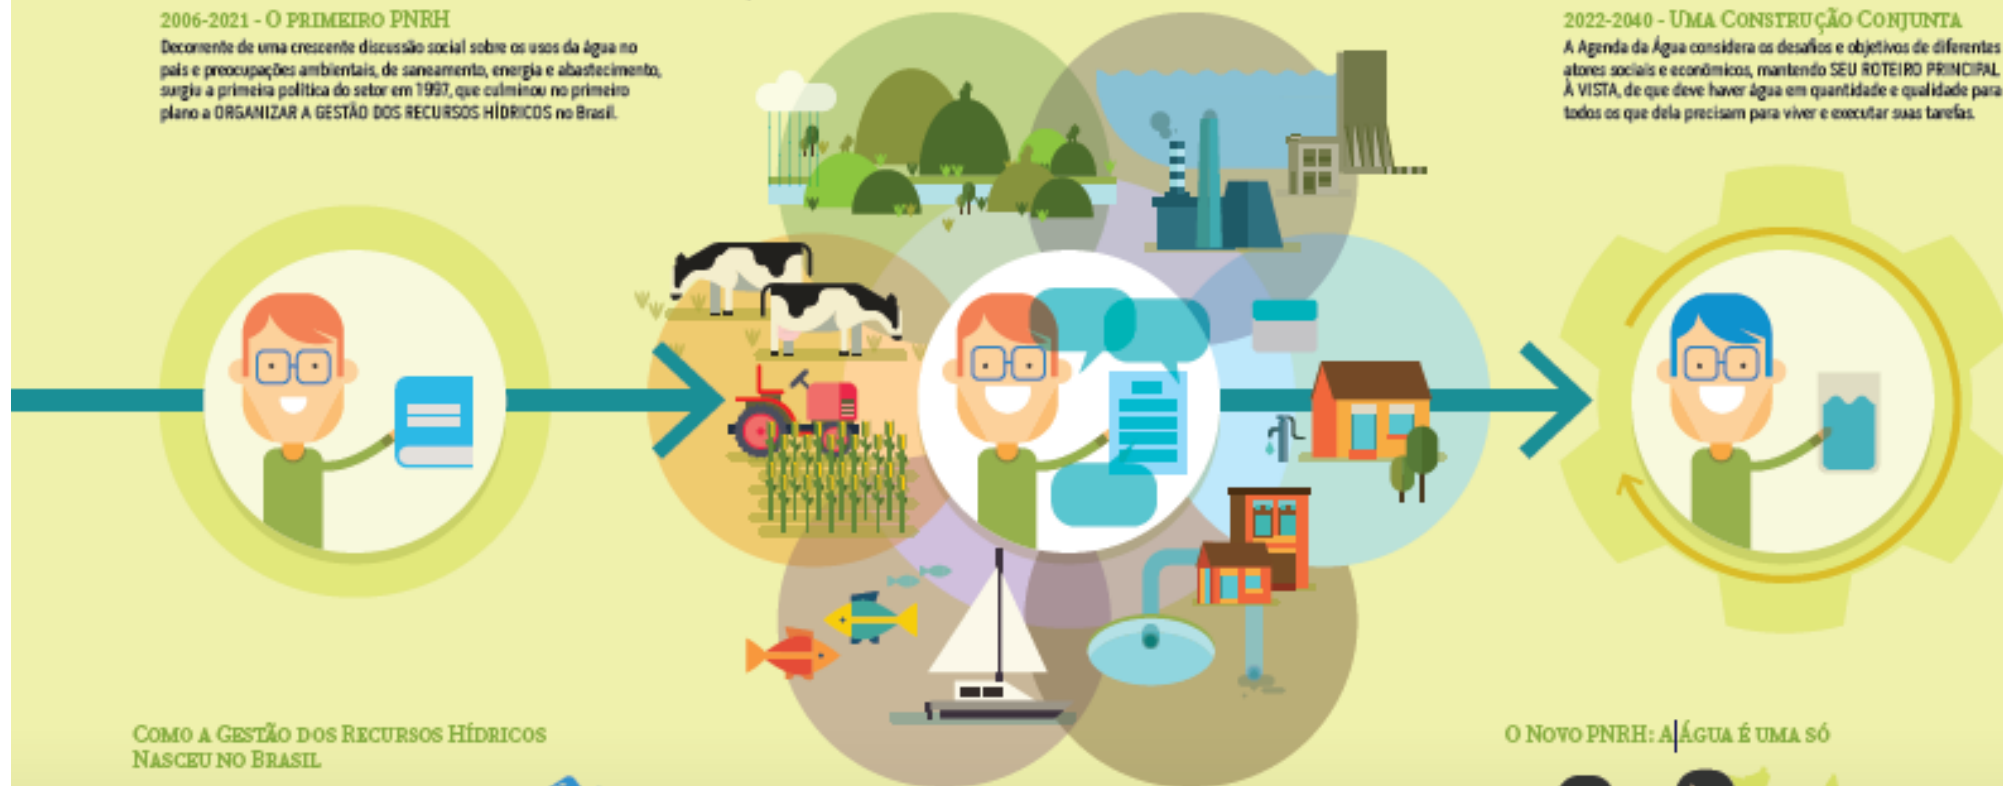 2006-2021 - O PRIMEIRO PNRH
Decorrente de uma crescente discussão social sobre os usos da água no
país e preocupações ambientais, de saneamento, energia e abastecimento,
surgiu a primeira política do setor em 1997, que culminou no primeiro
plano a ORGANIZAR A GESTÃO DOS RECURSOS HÍDRICOS no Brasil.
2022-2040 - UMA CONSTRUÇÃO CONJUNTA
A Agenda da Água considera os desafios e objetivos de diferentes
atores sociais e econômicos, mantendo SEU ROTEIRO PRINCIPAL
À VISTA, de que deve haver água em quantidade e qualidade para
todos os que dela precisam para viver e executar suas tarefas.
COMO A GESTÃO DOS RECURSOS HÍDRICOS
NASCEU NO BRASIL
O NOVO PNRH: A ÁGUA É UMA SÓ